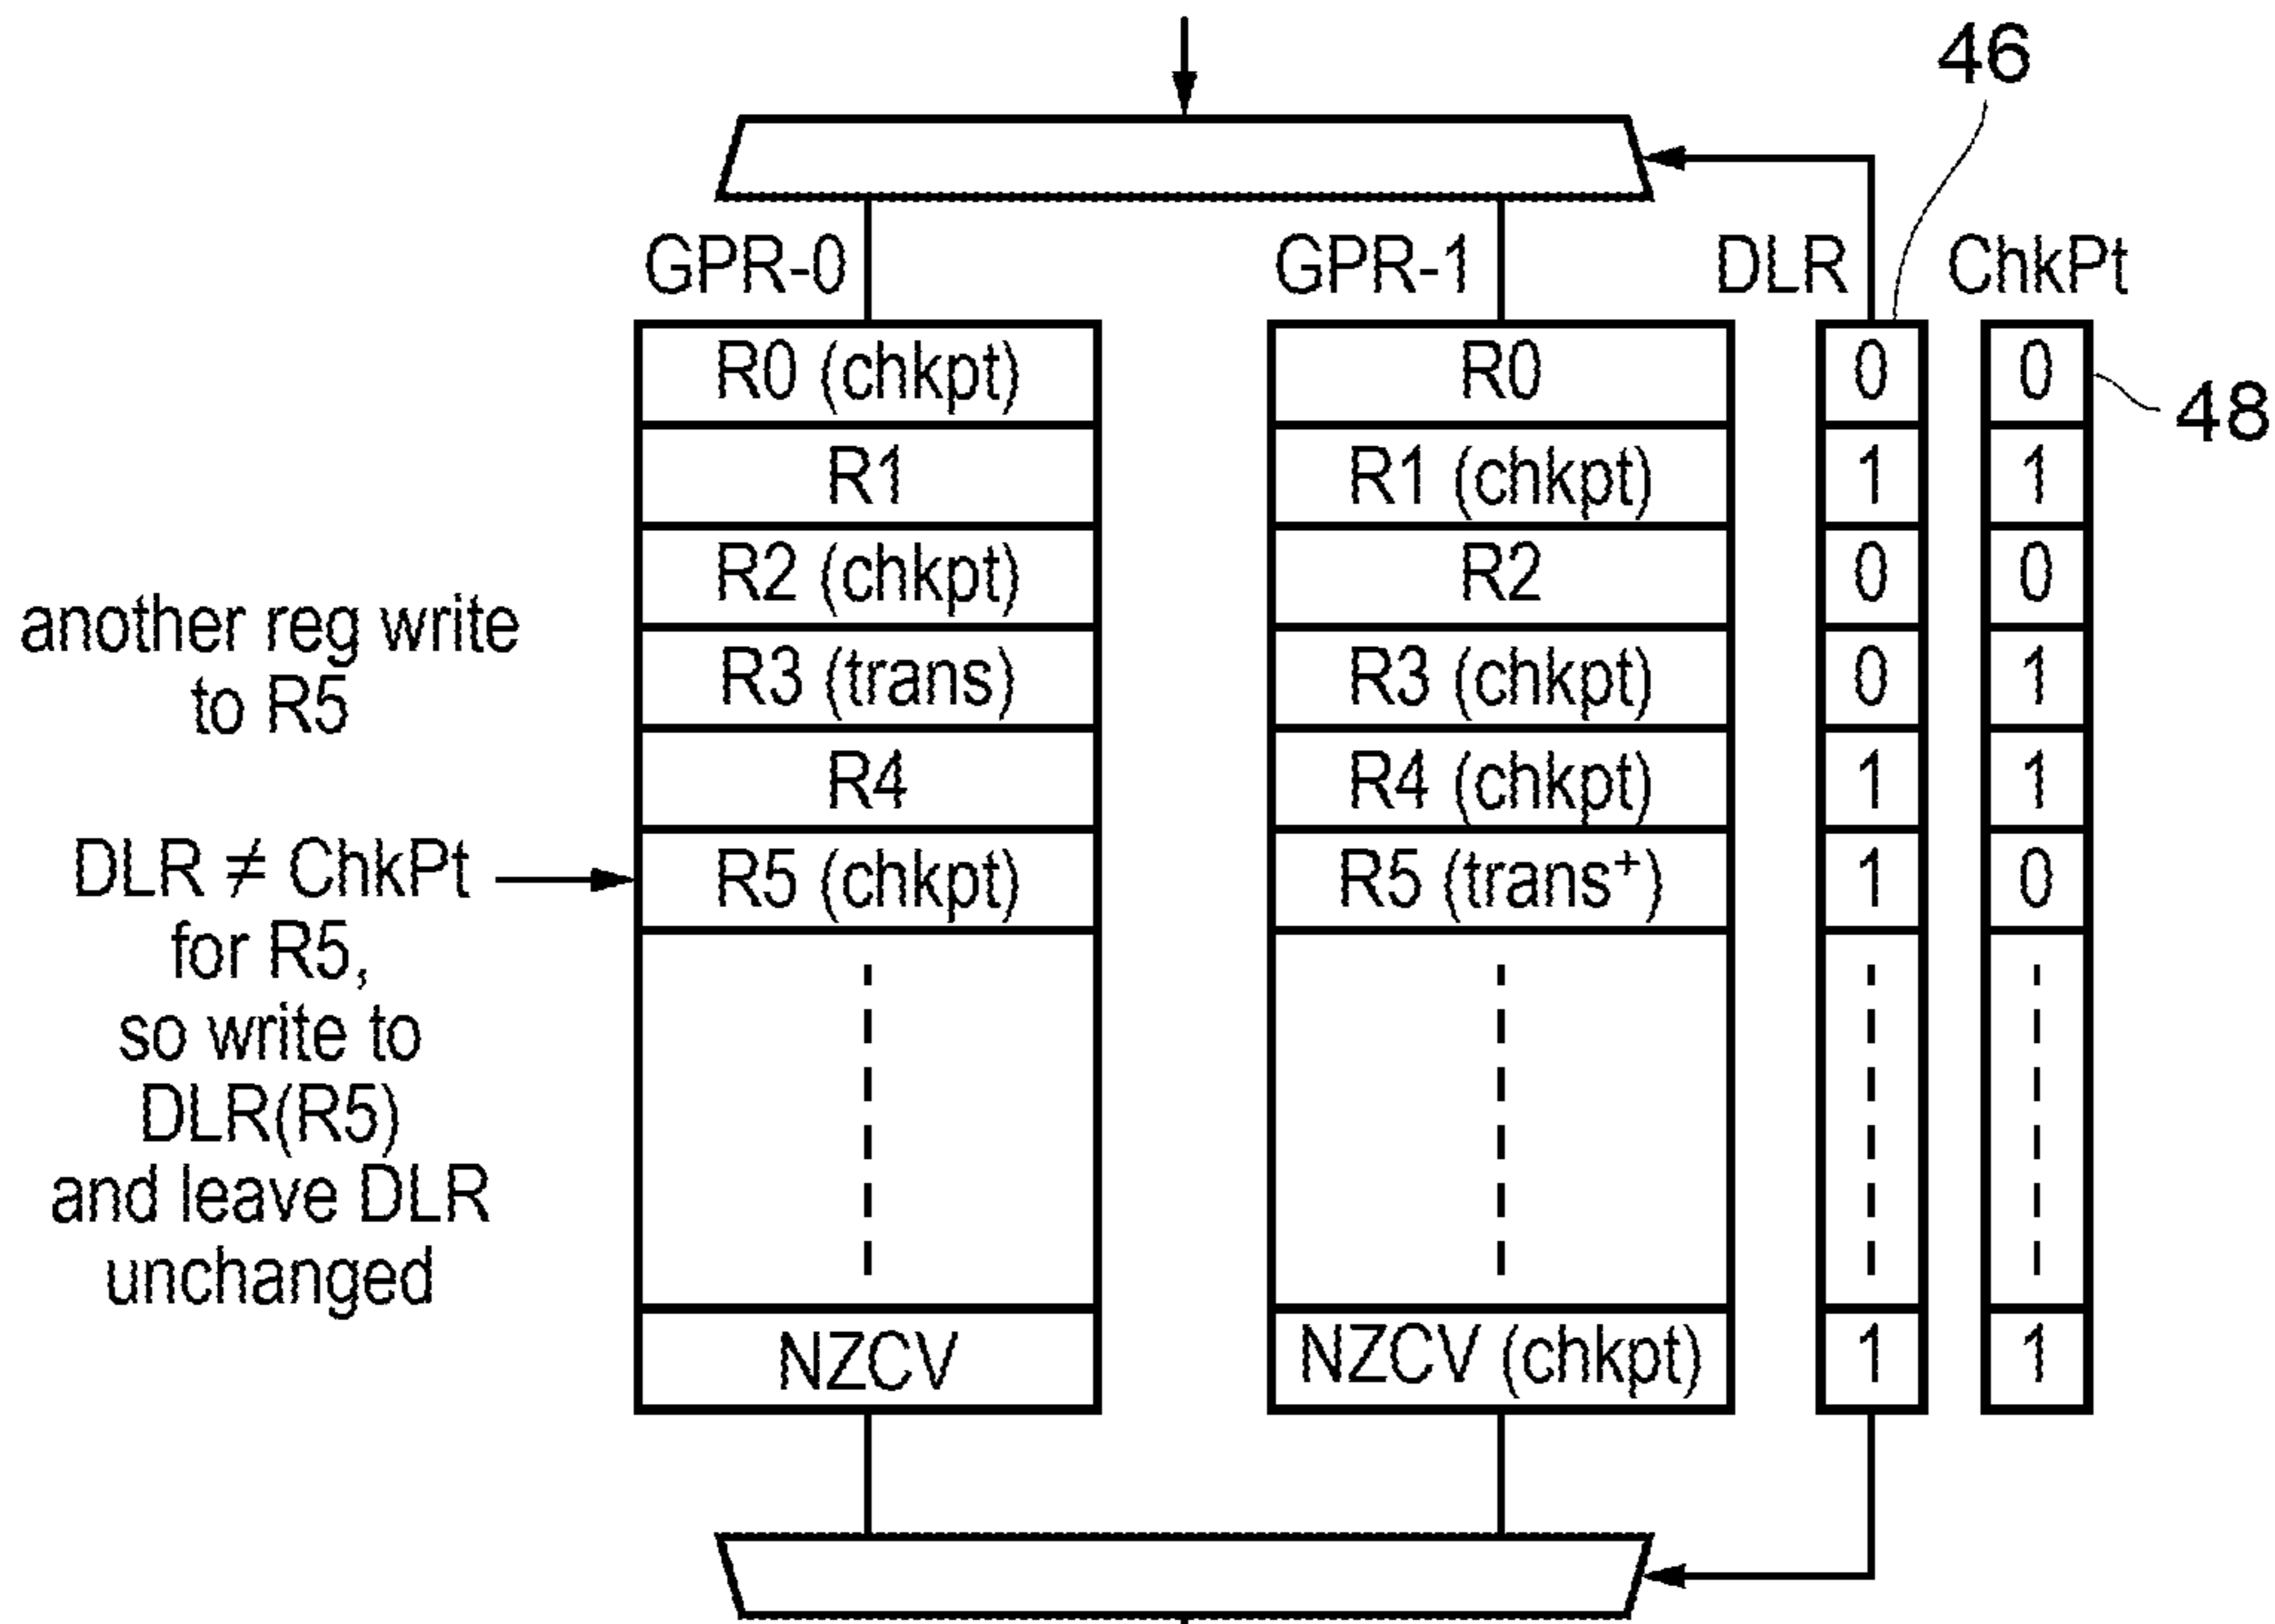 46
GPR-0 GPR-1 DLR ChkPt
R0 (chkpt) R0 0 0
48
R1 R1 (chkpt) 1 1
R2 (chkpt) R2 0 0
R3 (trans) R3 (chkpt) 0 1
R4 R4 (chkpt) 1 1
R5 (chkpt) R5 (trans⁺) 1 0
NZCV NZCV (chkpt) 1 1
another reg write
to R5
DLR ≠ ChkPt
for R5,
so write to
DLR(R5)
and leave DLR
unchanged